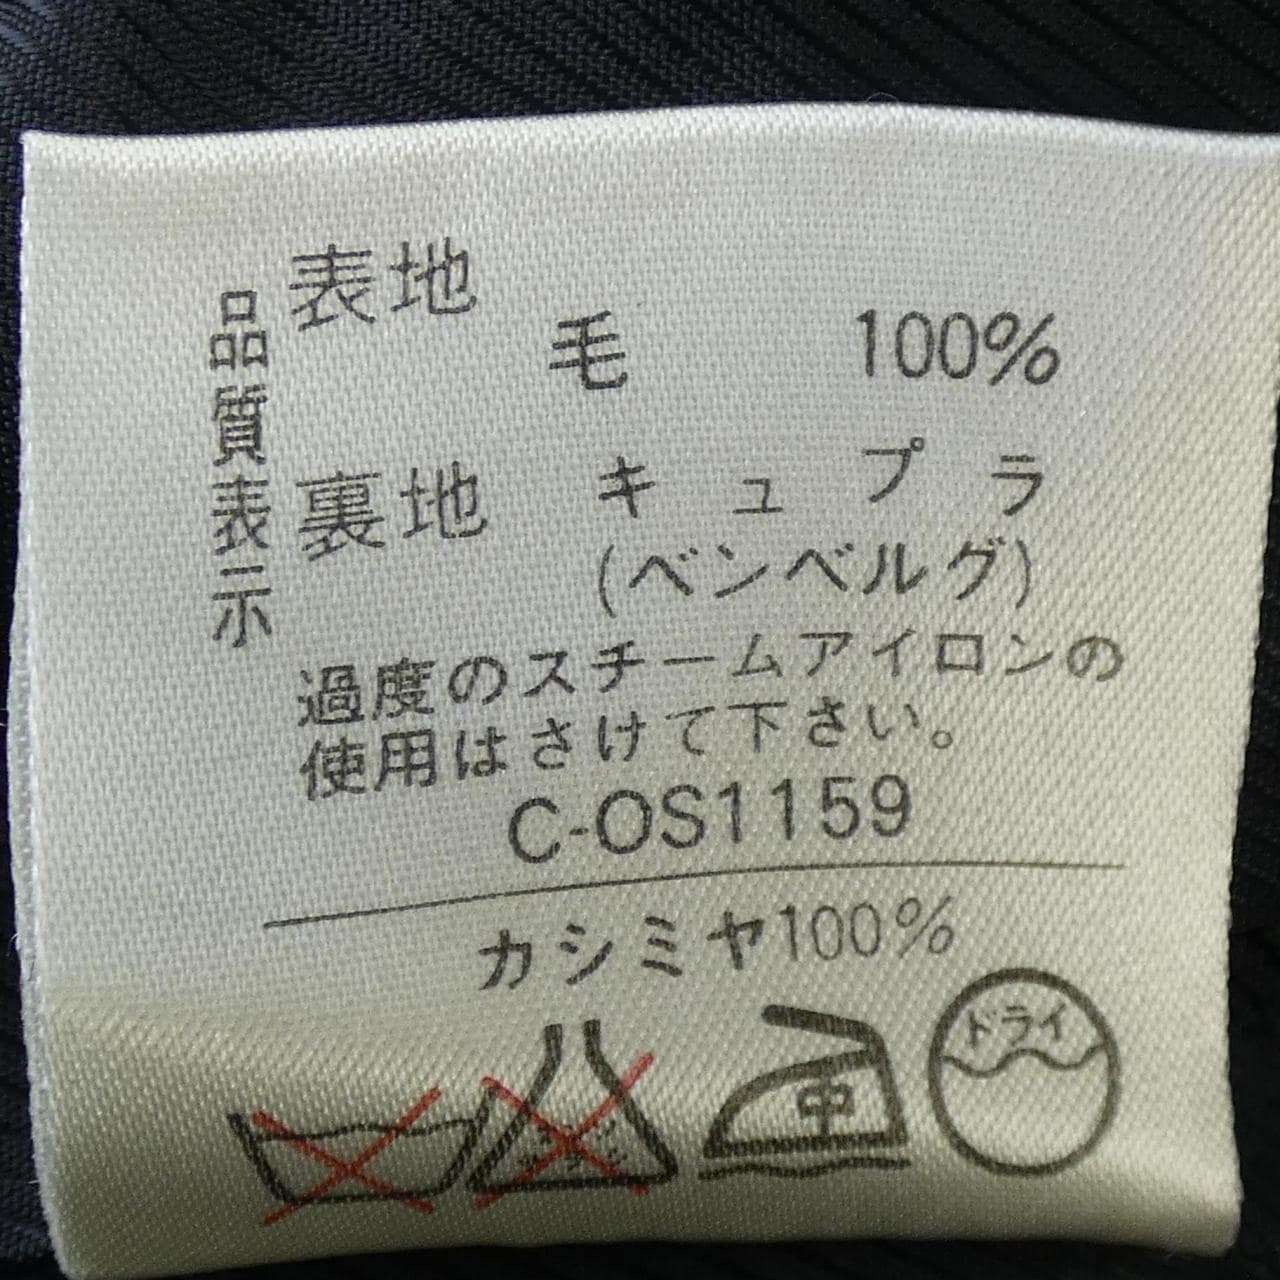 品質表示
表地
毛 100%
裏地 キュプラ
(ベンベルグ)
過度のスチームアイロンの
使用はさけて下さい。
C-OS1159
カシミヤ100%
中
ドライ